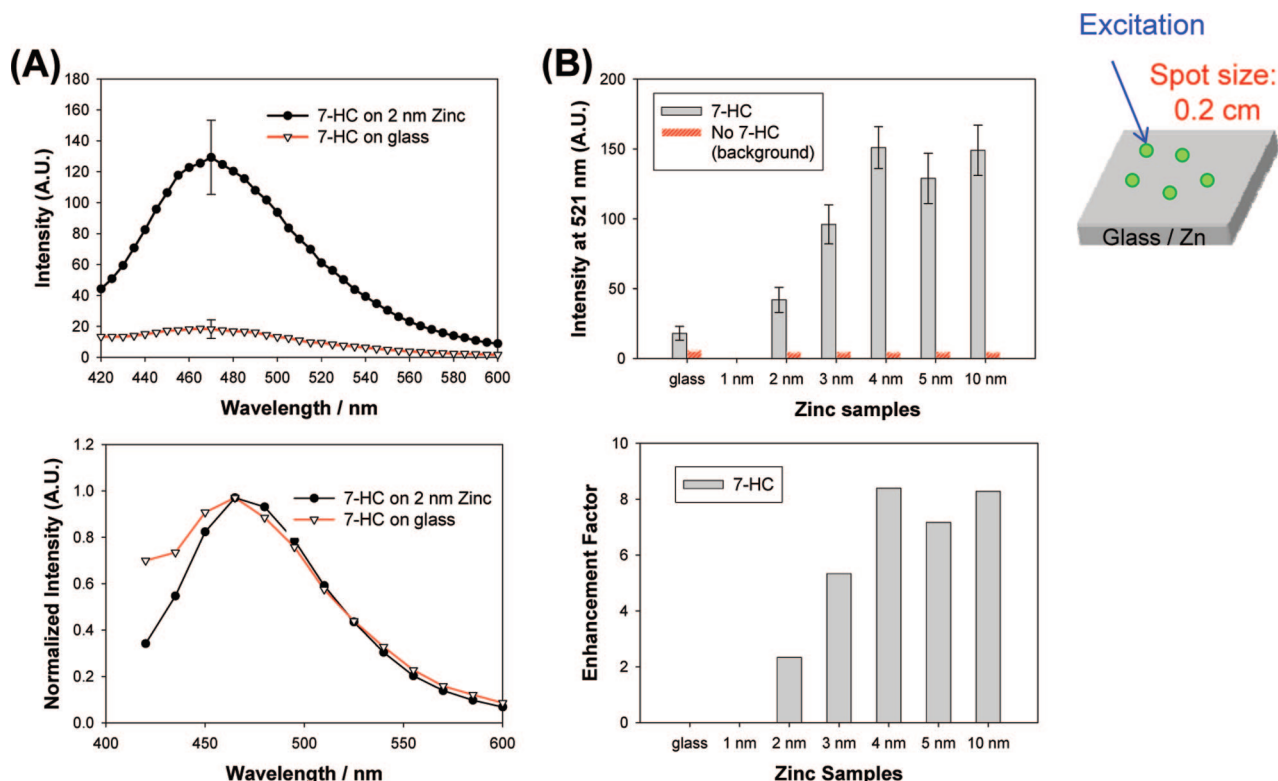 (A)
180
160
140
120
100
80
60
40
20
0
Intensity (A.U.)
7-HC on 2 nm Zinc
7-HC on glass
420 440 460 480 500 520 540 560 580 600
Wavelength / nm
(B)
200
150
100
50
0
Intensity at 521 nm (A.U.)
7-HC
No 7-HC
(background)
glass 1 nm 2 nm 3 nm 4 nm 5 nm 10 nm
Zinc samples
Excitation
Spot size:
0.2 cm
Glass / Zn
1.2
1.0
0.8
0.6
0.4
0.2
0.0
Normalized Intensity (A.U.)
7-HC on 2 nm Zinc
7-HC on glass
400 450 500 550 600
Wavelength / nm
10
8
6
4
2
0
Enhancement Factor
7-HC
glass 1 nm 2 nm 3 nm 4 nm 5 nm 10 nm
Zinc Samples